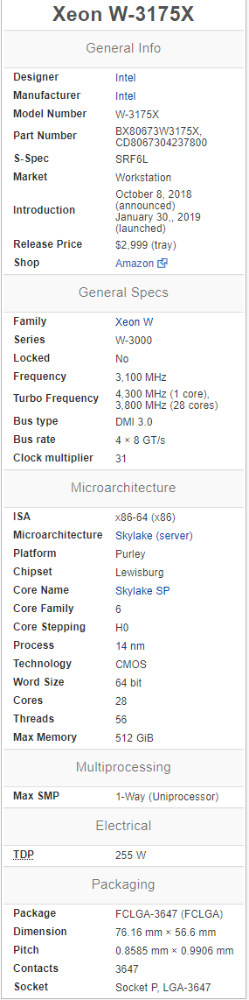 Xeon W-3175X
General Info
Designer Intel
Manufacturer Intel
Model Number W-3175X
Part Number BX80673W3175X,
CD8067304237800
S-Spec SRF6L
Market Workstation
Introduction October 8, 2018
(announced)
January 30,, 2019
(launched)
Release Price $2,999 (tray)
Shop Amazon
General Specs
Family Xeon W
Series W-3000
Locked No
Frequency 3,100 MHz
Turbo Frequency 4,300 MHz (1 core),
3,800 MHz (28 cores)
Bus type DMI 3.0
Bus rate 4 × 8 GT/s
Clock multiplier 31
Microarchitecture
ISA x86-64 (x86)
Microarchitecture Skylake (server)
Platform Purley
Chipset Lewisburg
Core Name Skylake SP
Core Family 6
Core Stepping H0
Process 14 nm
Technology CMOS
Word Size 64 bit
Cores 28
Threads 56
Max Memory 512 GiB
Multiprocessing
Max SMP 1-Way (Uniprocessor)
Electrical
TDP 255 W
Packaging
Package FCLGA-3647 (FCLGA)
Dimension 76.16 mm × 56.6 mm
Pitch 0.8585 mm × 0.9906 mm
Contacts 3647
Socket Socket P, LGA-3647